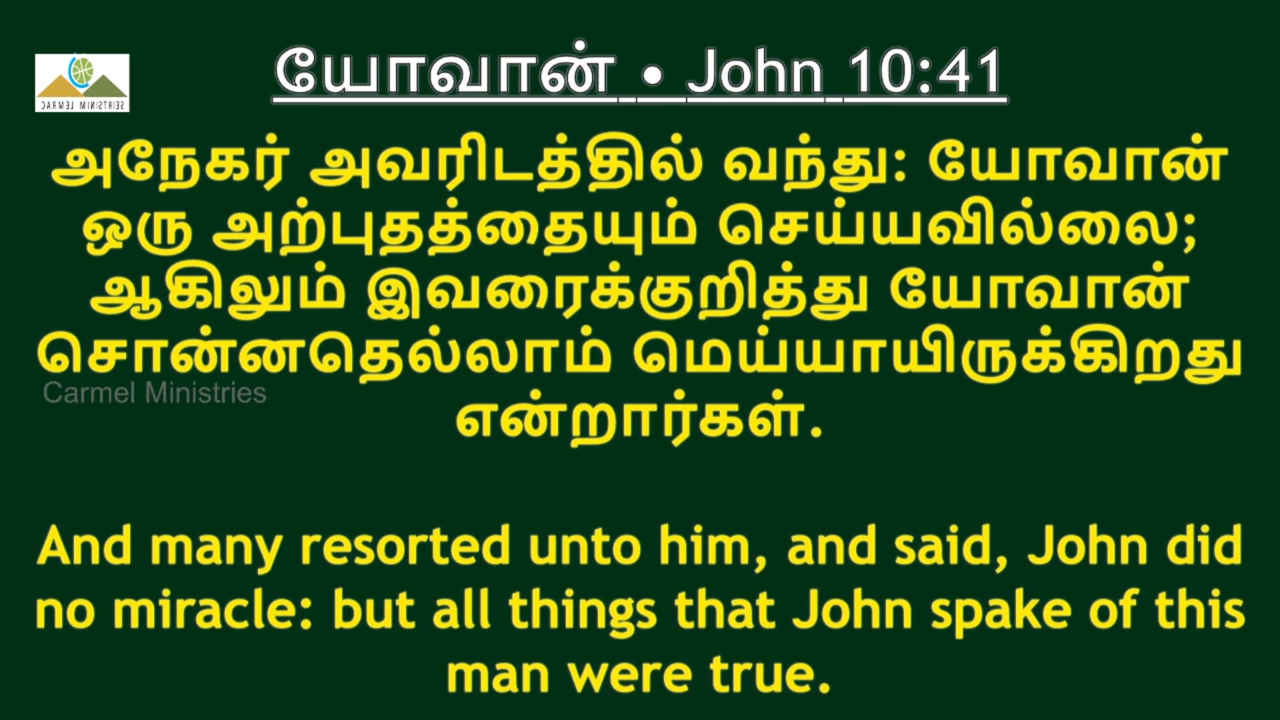 யோவான் • John 10:41
அநேகர் அவரிடத்தில் வந்து: யோவான்
ஒரு அற்புதத்தையும் செய்யவில்லை;
ஆகிலும் இவரைக்குறித்து யோவான்
சொன்னதெல்லாம் மெய்யாயிருக்கிறது
என்றார்கள்.
Carmel Ministries
And many resorted unto him, and said, John did
no miracle: but all things that John spake of this
man were true.
CARMEL MINISTRIES